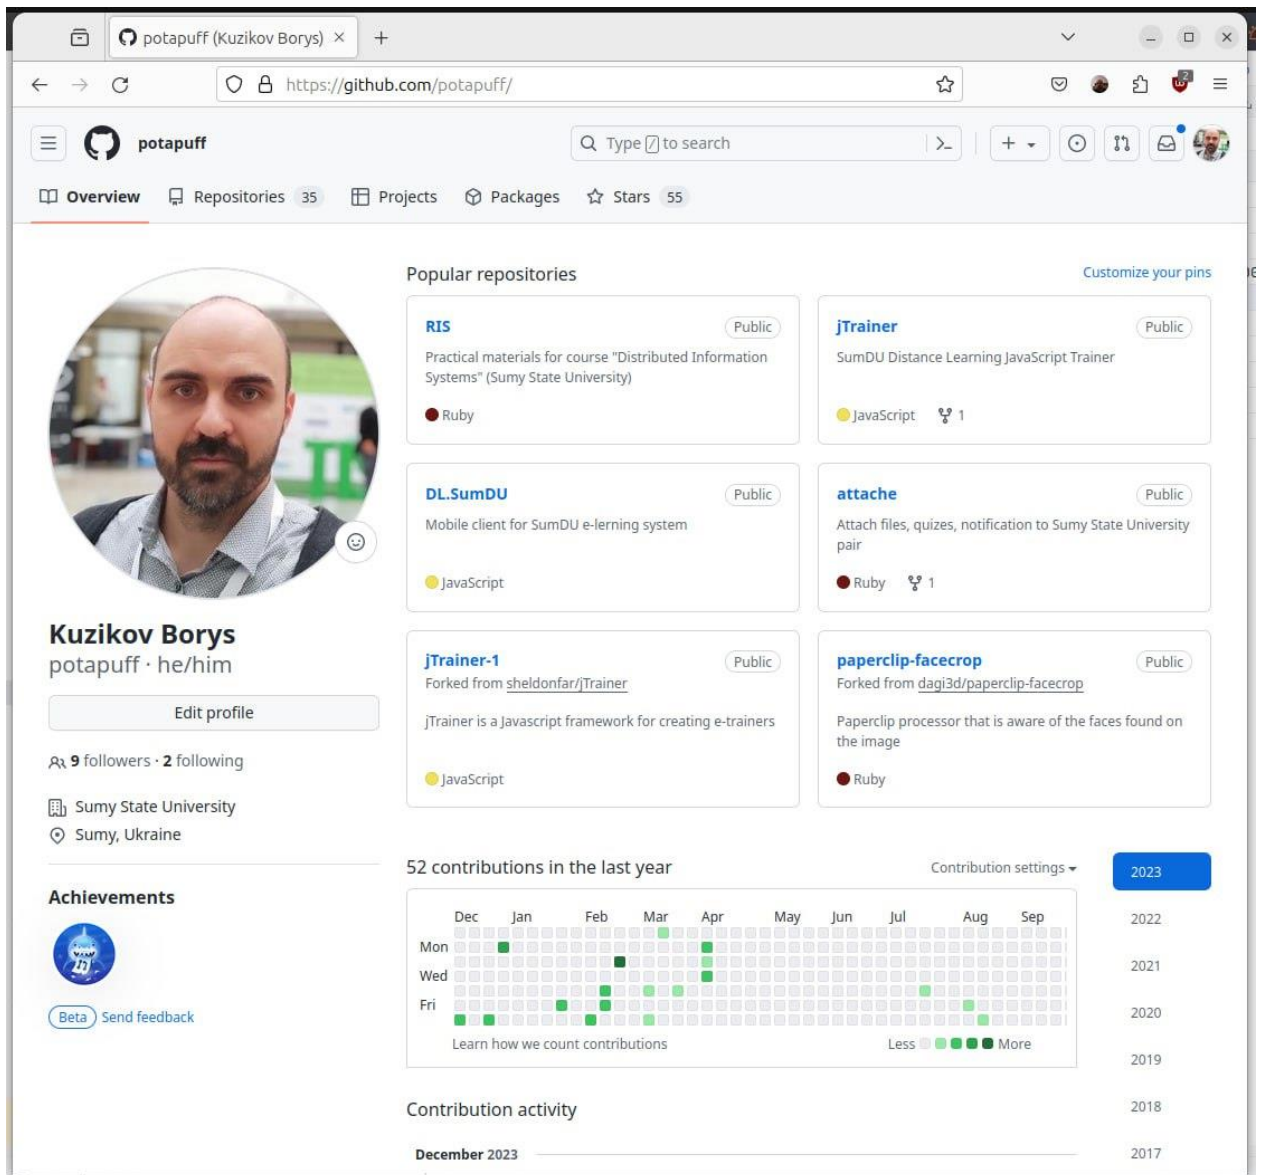 potapuff (Kuzikov Borys)
https://github.com/potapuff/
2
potapuff
Type / to search
Overview
Repositories 35
Projects
Packages
Stars 55
Popular repositories
Customize your pins
RIS
Public
Practical materials for course "Distributed Information
Systems" (Sumy State University)
Ruby
jTrainer
Public
SumDU Distance Learning JavaScript Trainer
JavaScript 1
DL.SumDU
Public
Mobile client for SumDU e-lerning system
JavaScript
attache
Public
Attach files, quizes, notification to Sumy State University
pair
Ruby 1
jTrainer-1
Public
Forked from sheldonfar/jTrainer
jTrainer is a Javascript framework for creating e-trainers
JavaScript
paperclip-facecrop
Public
Forked from dagi3d/paperclip-facecrop
Paperclip processor that is aware of the faces found on
the image
Ruby
Kuzikov Borys
potapuff · he/him
Edit profile
9 followers · 2 following
Sumy State University
Sumy, Ukraine
Achievements
Beta Send feedback
52 contributions in the last year
Contribution settings
Dec Jan Feb Mar Apr May Jun Jul Aug Sep
Mon
Wed
Fri
Learn how we count contributions
Less More
2023
2022
2021
2020
2019
2018
2017
Contribution activity
December 2023